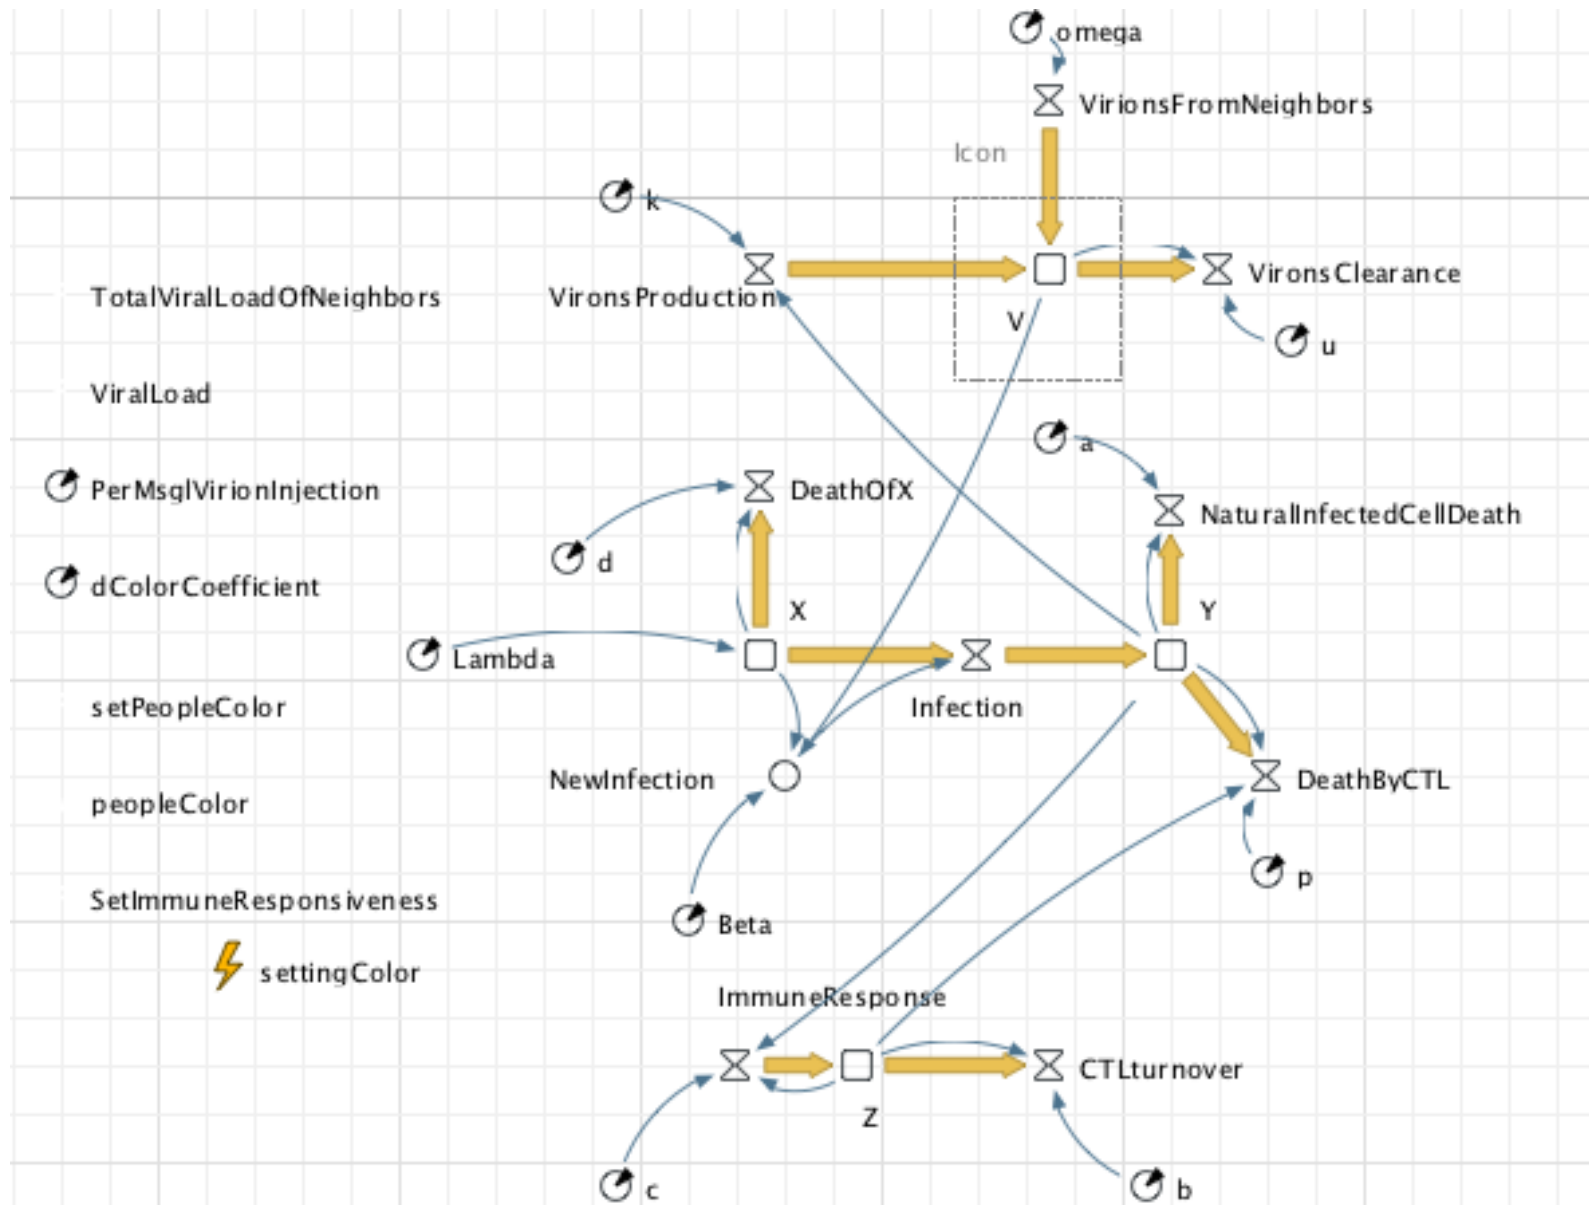 omega
VirionsFromNeighbors
Icon
k
TotalViralLoadOfNeighbors
VironsProduction
VironsClearance
V
u
ViralLoad
a
PerMsglVirionInjection
DeathOfX
NaturalInfectedCellDeath
d
dColorCoefficient
X
Y
Lambda
setPeopleColor
Infection
NewInfection
DeathByCTL
peopleColor
p
SetImmuneResponsiveness
Beta
settingColor
ImmuneResponse
CTLturnover
Z
c
b